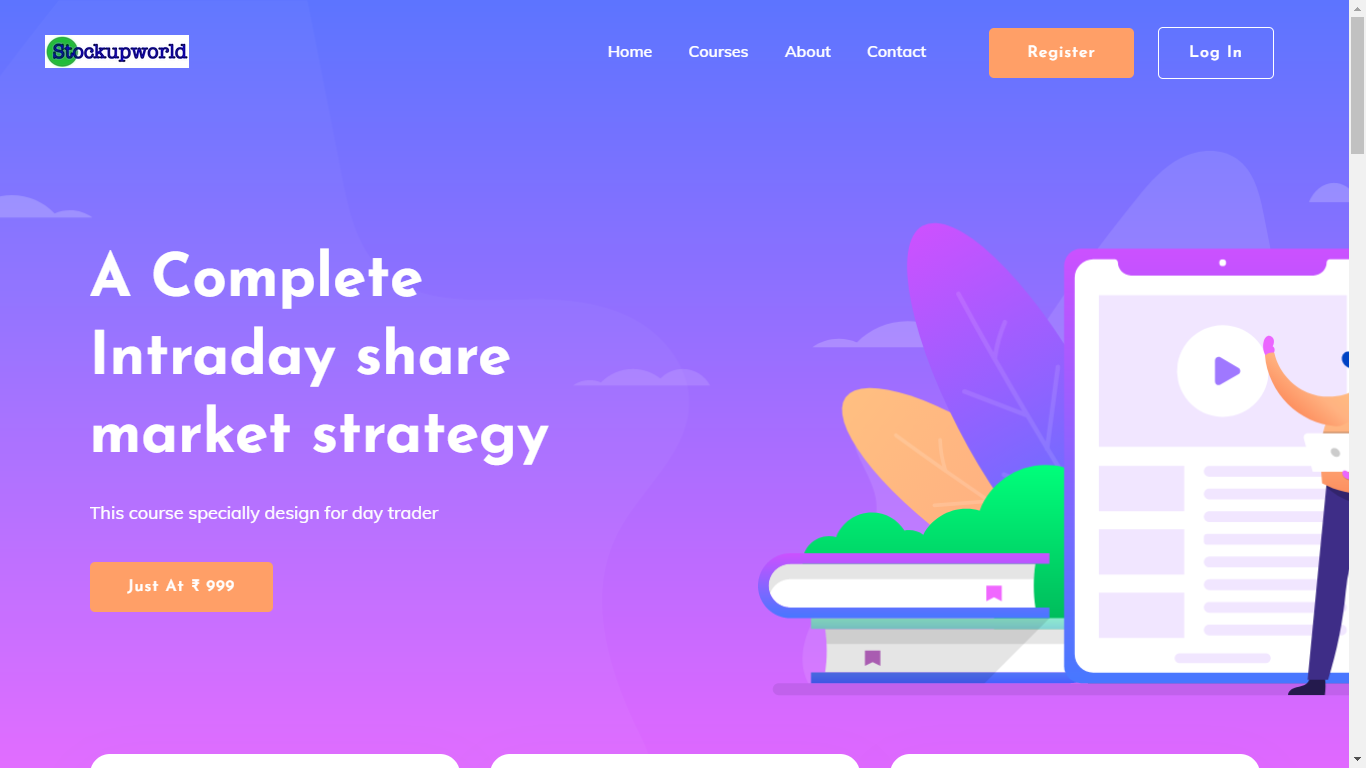 Stockupworld
Home Courses About Contact Register Log In
A Complete
Intraday share
market strategy
This course specially design for day trader
Just At ₹ 999